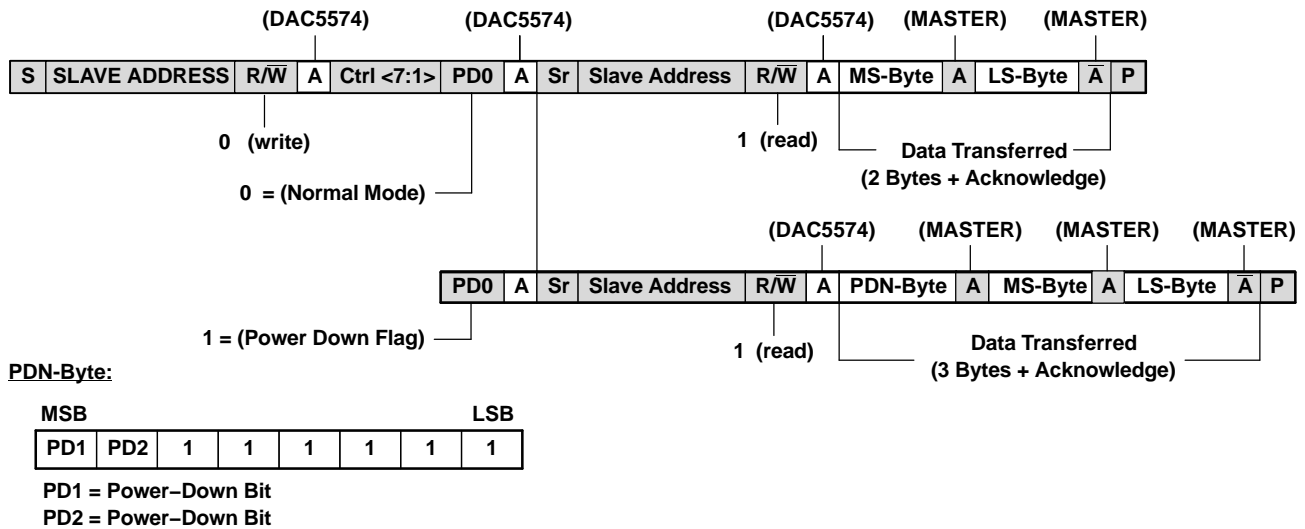 (DAC5574) (DAC5574) (DAC5574) (MASTER) (MASTER)
S SLAVE ADDRESS R/W̅ A Ctrl <7:1> PD0 A Sr Slave Address R/W̅ A MS-Byte A LS-Byte A̅ P
0 (write) 1 (read) Data Transferred
(2 Bytes + Acknowledge)
0 = (Normal Mode)
(DAC5574) (MASTER) (MASTER) (MASTER)
PD0 A Sr Slave Address R/W̅ A PDN-Byte A MS-Byte A LS-Byte A̅ P
1 = (Power Down Flag) 1 (read) Data Transferred
(3 Bytes + Acknowledge)
PDN-Byte:
MSB LSB
PD1 PD2 1 1 1 1 1 1
PD1 = Power−Down Bit
PD2 = Power−Down Bit